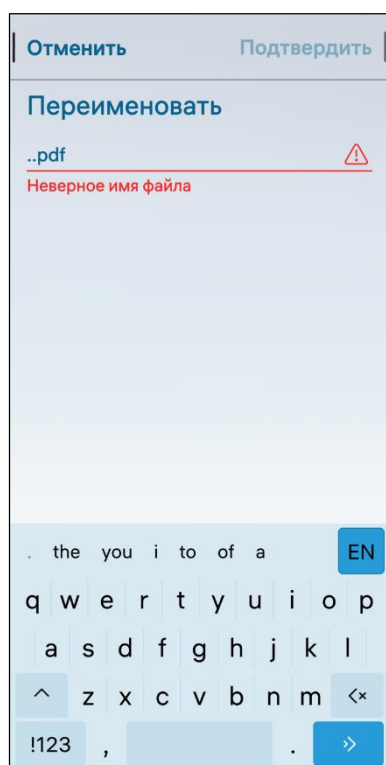 Отменить Подтвердить
Переименовать
..pdf
Неверное имя файла
. the you i to of a EN
q w e r t y u i o p
a s d f g h j k l
z x c v b n m
!123 , .